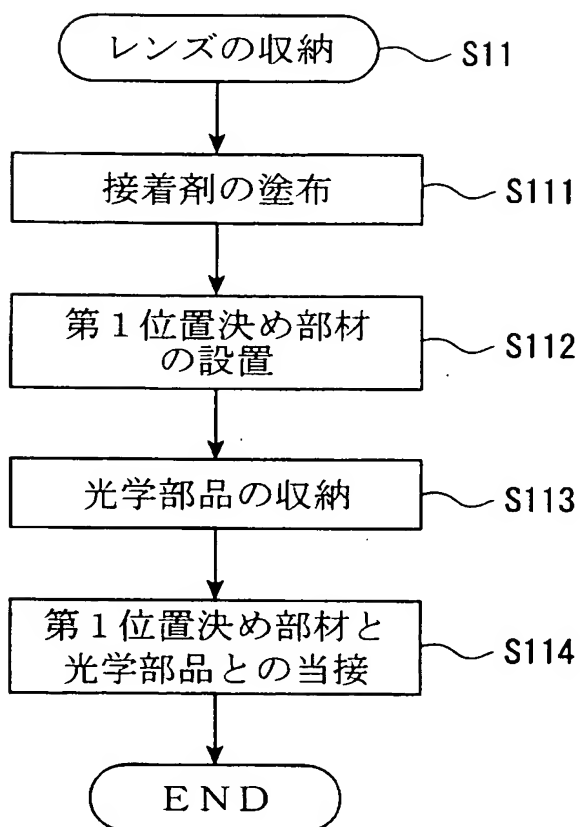 レンズの収納
S11
接着剤の塗布
S111
第1位置決め部材
の設置
S112
光学部品の収納
S113
第1位置決め部材と
光学部品との当接
S114
END